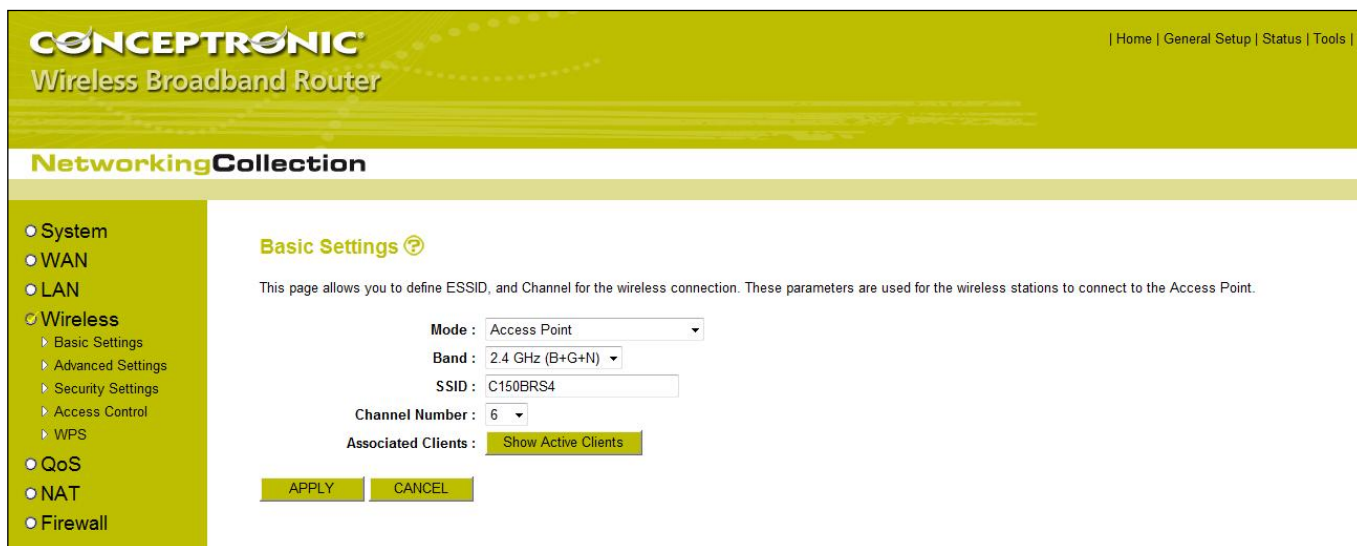 CONCEPTRONIC
| Home | General Setup | Status | Tools |
Wireless Broadband Router
NetworkingCollection
System
WAN
LAN
Wireless
Basic Settings
Advanced Settings
Security Settings
Access Control
WPS
QoS
NAT
Firewall
Basic Settings ?
This page allows you to define ESSID, and Channel for the wireless connection. These parameters are used for the wireless stations to connect to the Access Point.
Mode : Access Point
Band : 2.4 GHz (B+G+N)
SSID : C150BRS4
Channel Number : 6
Associated Clients : Show Active Clients
APPLY CANCEL